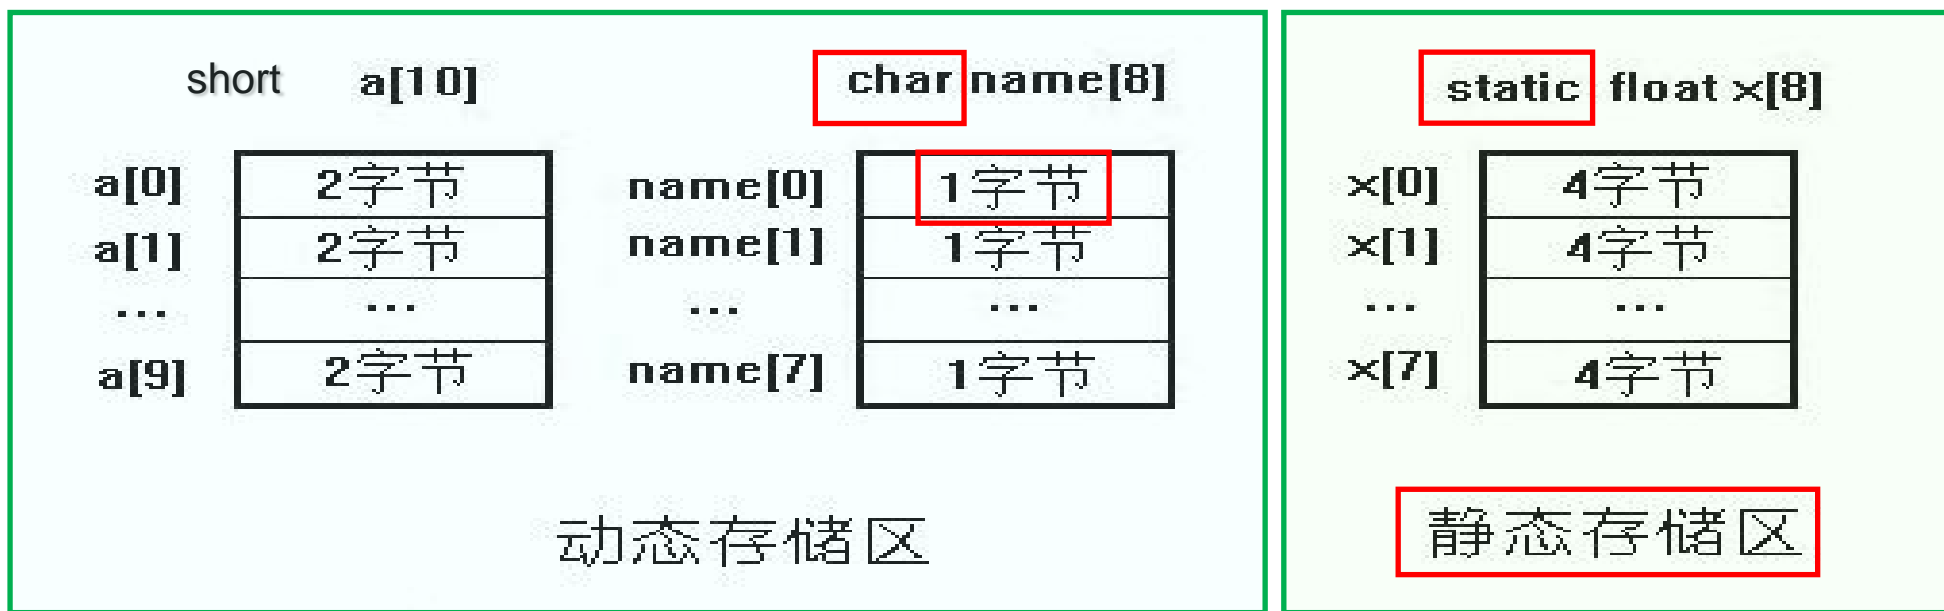 short a[10]
a[0] 2字节
a[1] 2字节
... ...
a[9] 2字节
char name[8]
name[0] 1字节
name[1] 1字节
... ...
name[7] 1字节
动态存储区
static float x[8]
x[0] 4字节
x[1] 4字节
... ...
x[7] 4字节
静态存储区